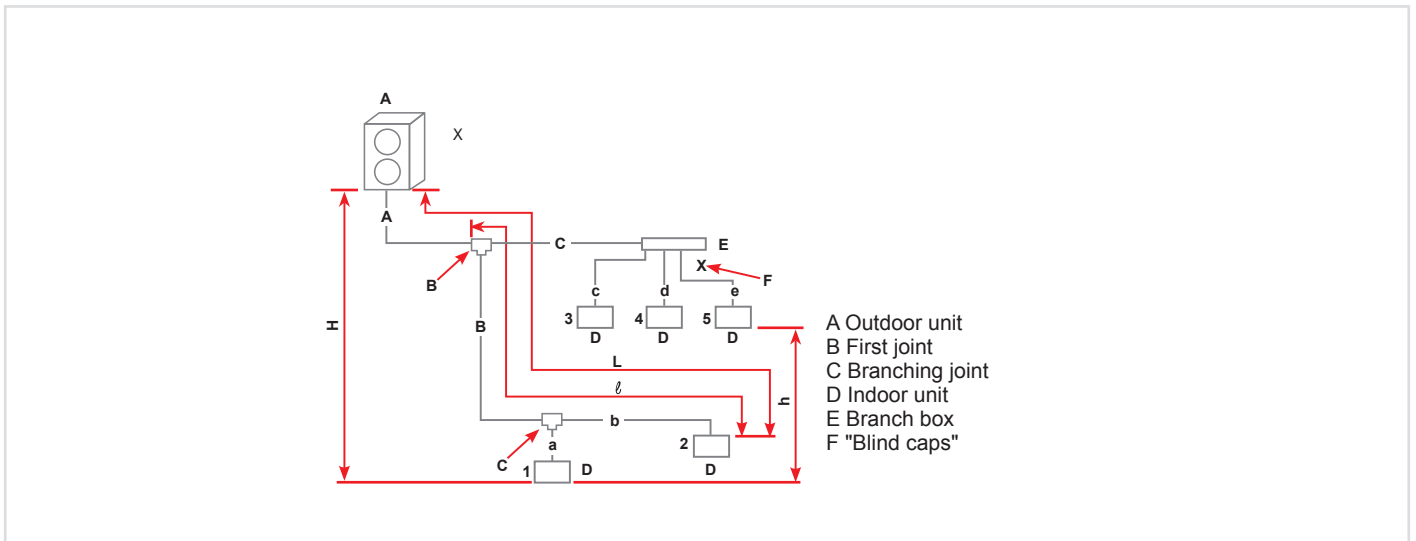 A
X
A
C
E
X
F
B
c
d
e
3
4
5
D
D
D
H
B
L
ℓ
h
b
a
2
C
1
D
D
A Outdoor unit
B First joint
C Branching joint
D Indoor unit
E Branch box
F "Blind caps"